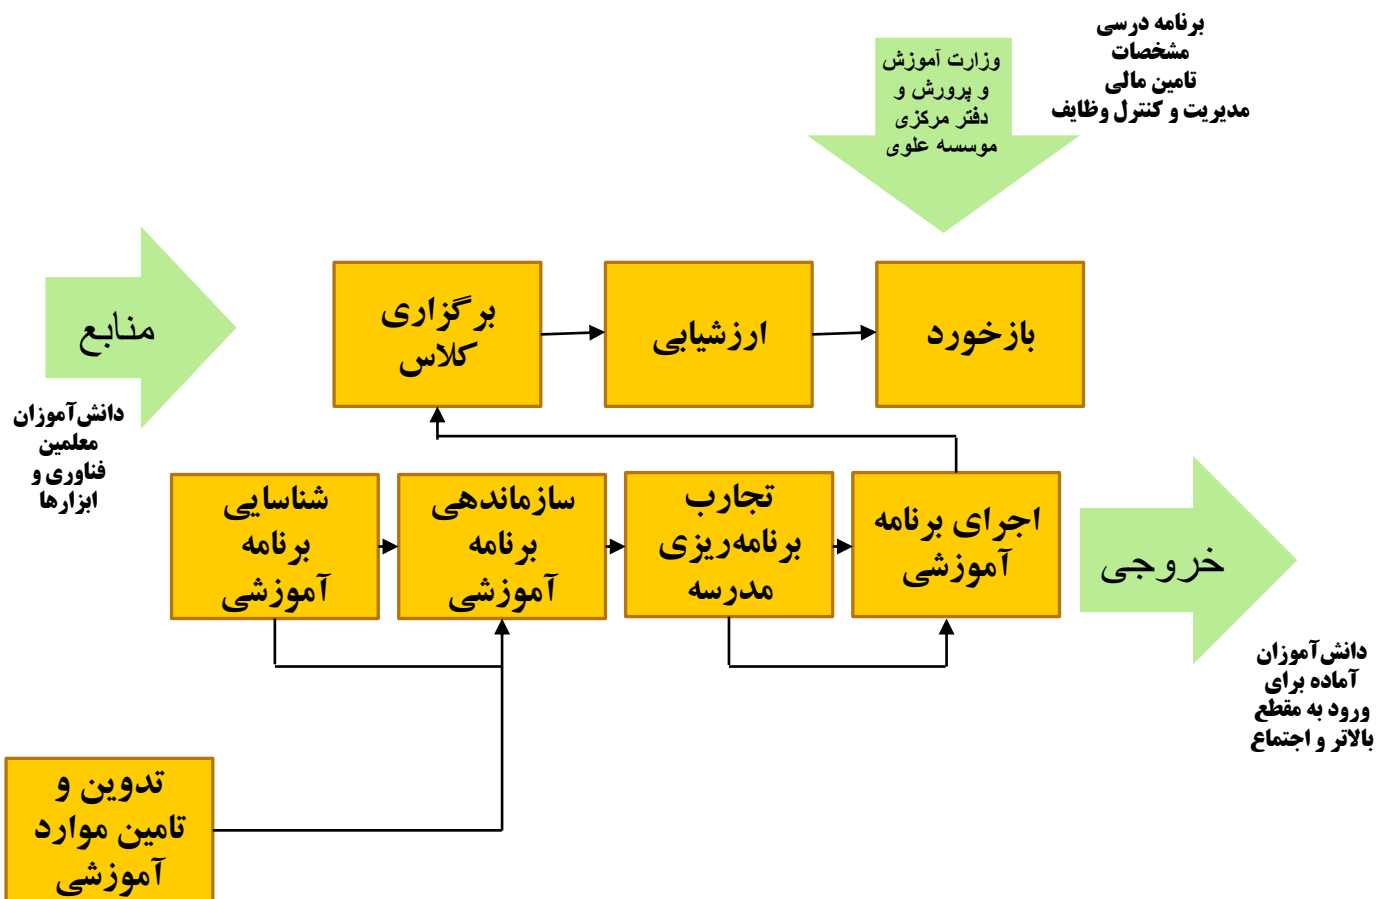 برنامه درسی
مشخصات
تامین مالی
مدیریت و کنترل وظایف
وزارت آموزش
و پرورش و
دفتر مرکزی
موسسه علوی
منابع
دانش‌آموزان
معلمین
فناوری و
ابزارها
برگزاری
کلاس
ارزشیابی
بازخورد
شناسایی
برنامه
آموزشی
سازماندهی
برنامه
آموزشی
تجارب
برنامه‌ریزی
مدرسه
اجرای برنامه
آموزشی
خروجی
دانش‌آموزان
آماده برای
ورود به مقطع
بالاتر و اجتماع
تدوین و
تامین موارد
آموزشی